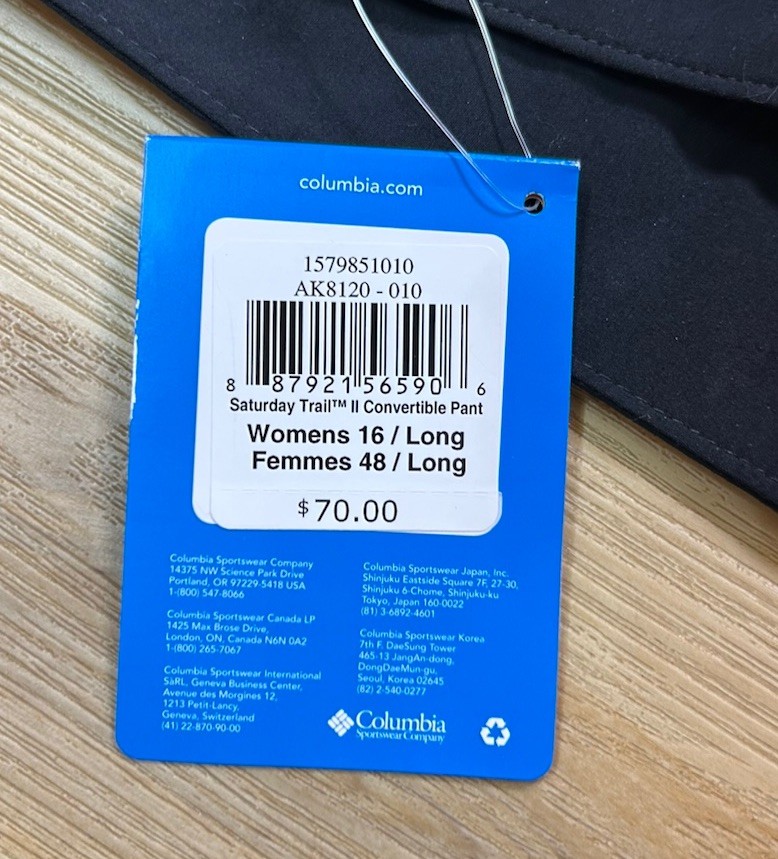 columbia.com
1579851010
AK8120 - 010
8 87921 56590 6
Saturday Trail™ II Convertible Pant
Womens 16 / Long
Femmes 48 / Long
$70.00
Columbia Sportswear Company
14375 NW Science Park Drive
Portland, OR 97229-5418 USA
1-(800) 547-8066
Columbia Sportswear Canada LP
1425 Max Brose Drive,
London, ON, Canada N6N 0A2
1-(800) 265-7067
Columbia Sportswear International
SàRL, Geneva Business Center,
Avenue des Morgines 12,
1213 Petit-Lancy,
Geneva, Switzerland
(41) 22-870-90-00
Columbia Sportswear Japan, Inc.
Shinjuku Eastside Square 7F, 27-30,
Shinjuku 6-Chome, Shinjuku-ku
Tokyo, Japan 160-0022
(81) 3-6892-4601
Columbia Sportswear Korea
7th F. DaeSung Tower
465-13 JangAn-dong,
DongDaeMun-gu,
Seoul, Korea 02645
(82) 2-540-0277
Columbia
Sportswear Company